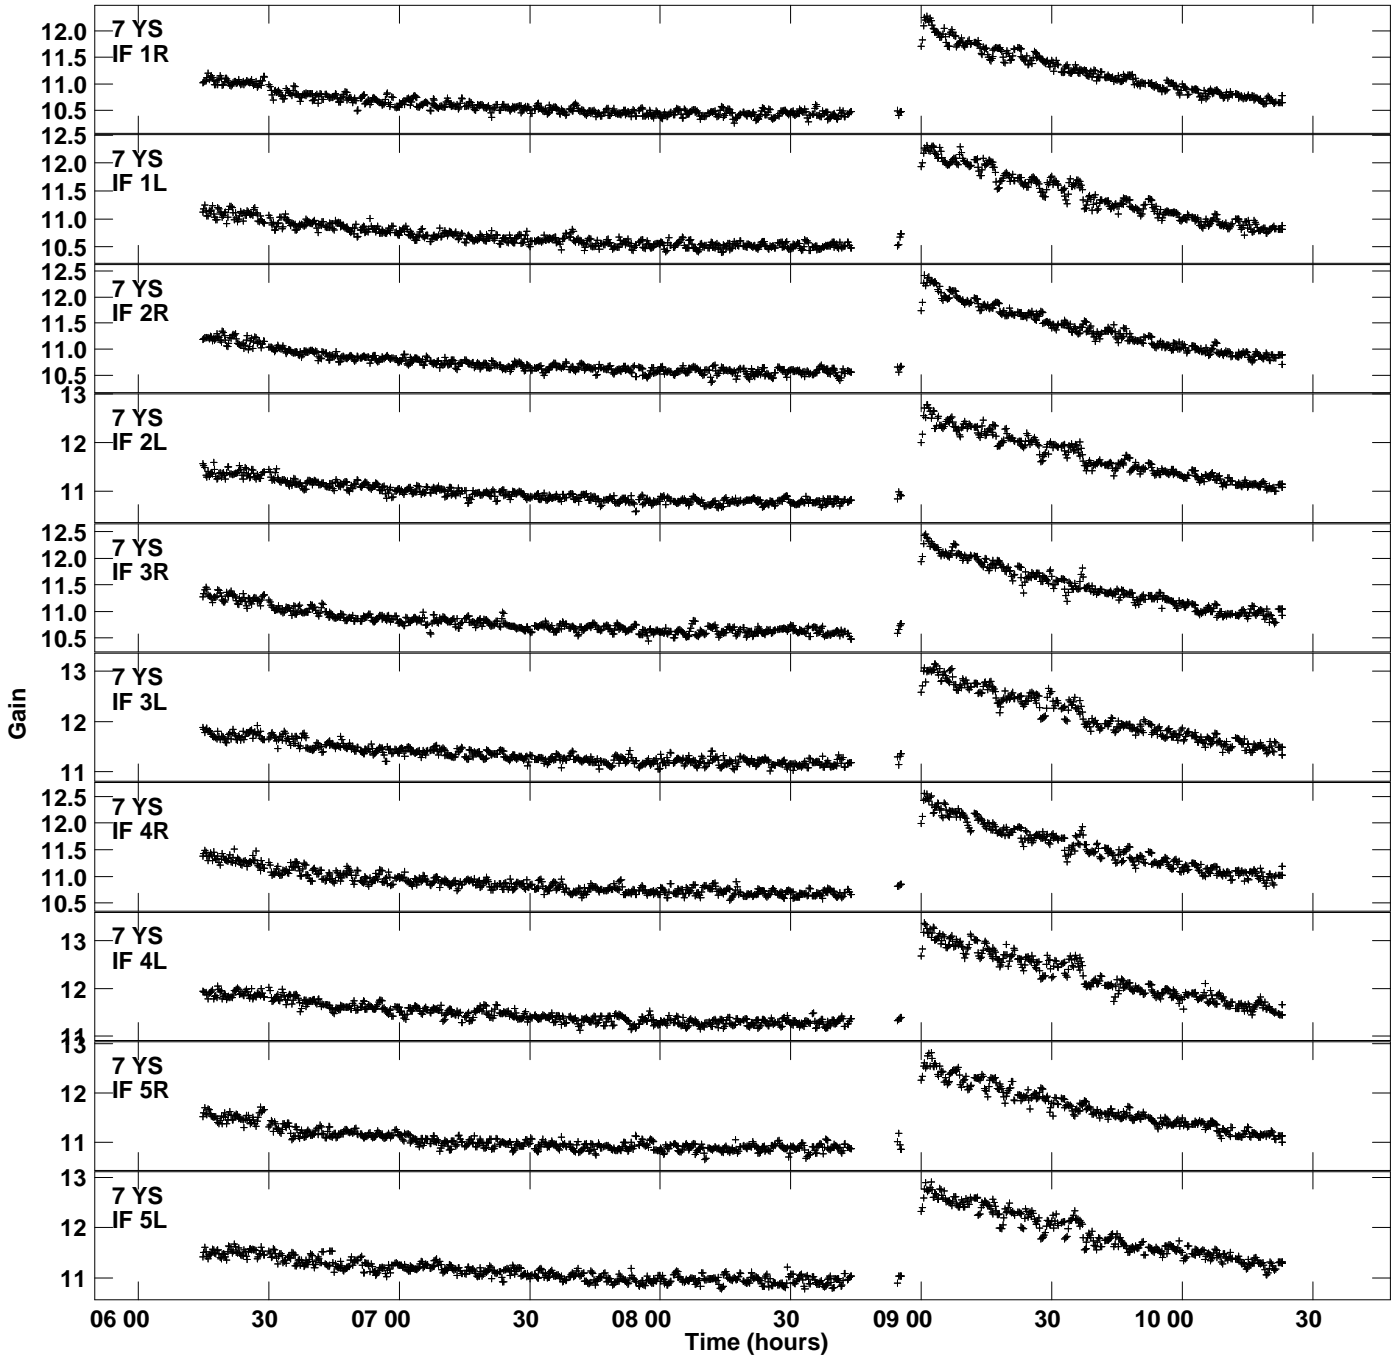 Gain
7 YS
IF 1R
12.0
11.5
11.0
10.5
7 YS
IF 1L
12.5
12.0
11.5
11.0
10.5
7 YS
IF 2R
12.5
12.0
11.5
11.0
10.5
7 YS
IF 2L
13
12
11
7 YS
IF 3R
12.5
12.0
11.5
11.0
10.5
7 YS
IF 3L
13
12
11
7 YS
IF 4R
12.5
12.0
11.5
11.0
10.5
7 YS
IF 4L
13
12
11
7 YS
IF 5R
13
12
11
7 YS
IF 5L
13
12
11
06 00 30 07 00 30 08 00 30 09 00 30 10 00 30
Time (hours)